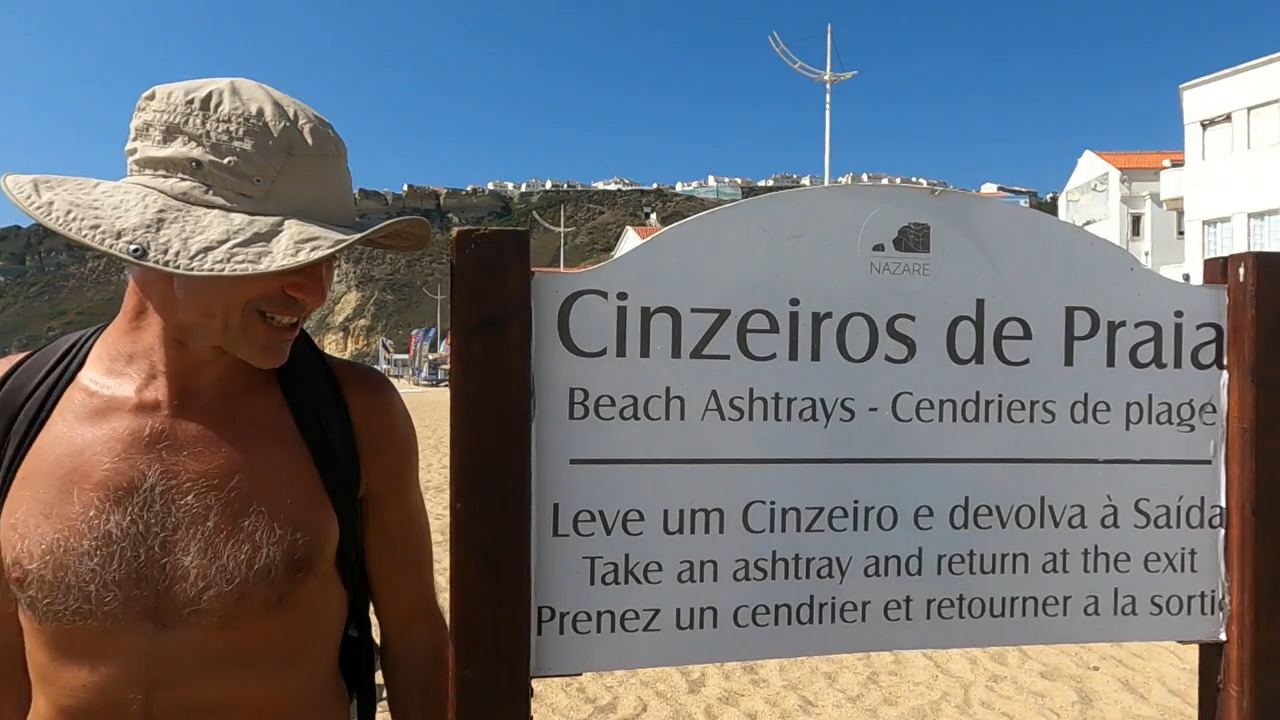 NAZARE
Cinzeiros de Praia
Beach Ashtrays - Cendriers de plage
Leve um Cinzeiro e devolva à Saída
Take an ashtray and return at the exit
Prenez un cendrier et retourner a la sortie